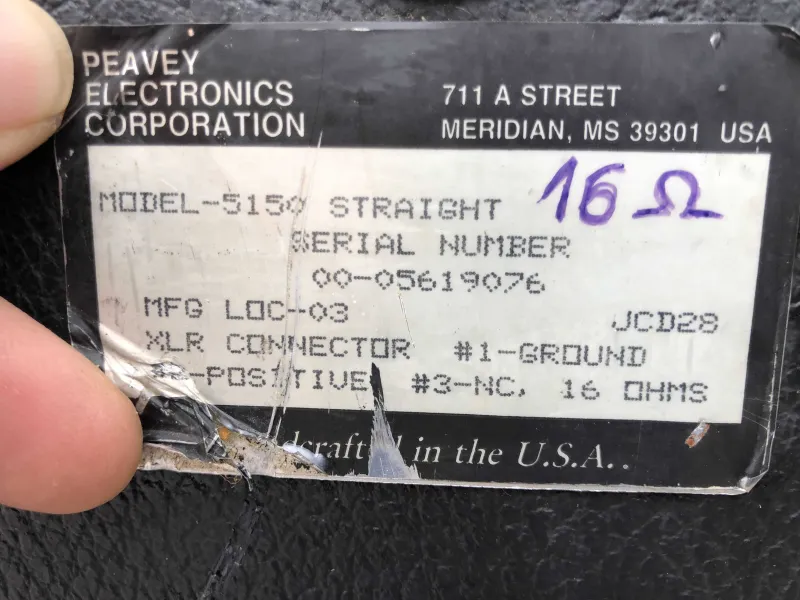 PEAVEY
ELECTRONICS
CORPORATION
711 A STREET
MERIDIAN, MS 39301 USA
MODEL-5150 STRAIGHT
16 Ω
SERIAL NUMBER
00-05619076
MFG LOC-03
JCD28
XLR CONNECTOR #1-GROUND
-POSITIVE, #3-NC, 16 OHMS
in the U.S.A..